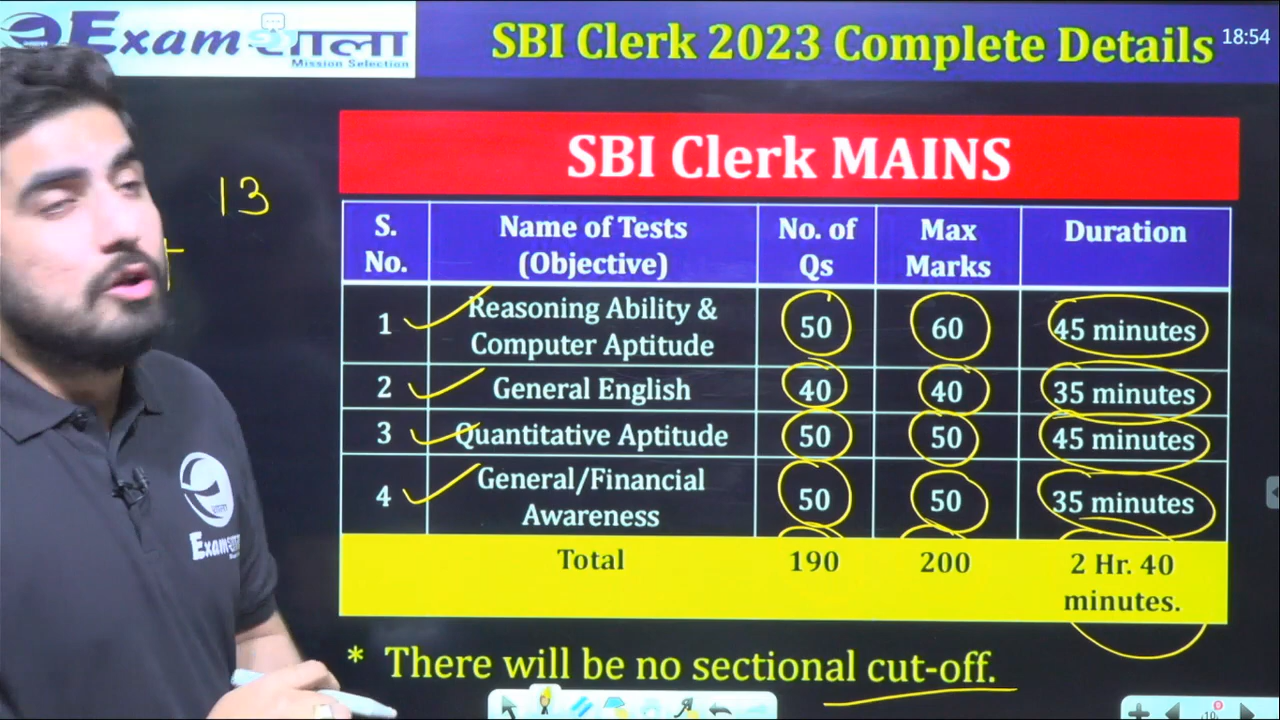 Examशाला
Mission Selection
SBI Clerk 2023 Complete Details
18:54
13
SBI Clerk MAINS
S. No. Name of Tests (Objective) No. of Qs Max Marks Duration
1 Reasoning Ability & Computer Aptitude 50 60 45 minutes
2 General English 40 40 35 minutes
3 Quantitative Aptitude 50 50 45 minutes
4 General/Financial Awareness 50 50 35 minutes
Total 190 200 2 Hr. 40 minutes.
* There will be no sectional cut-off.
Examशाला
10